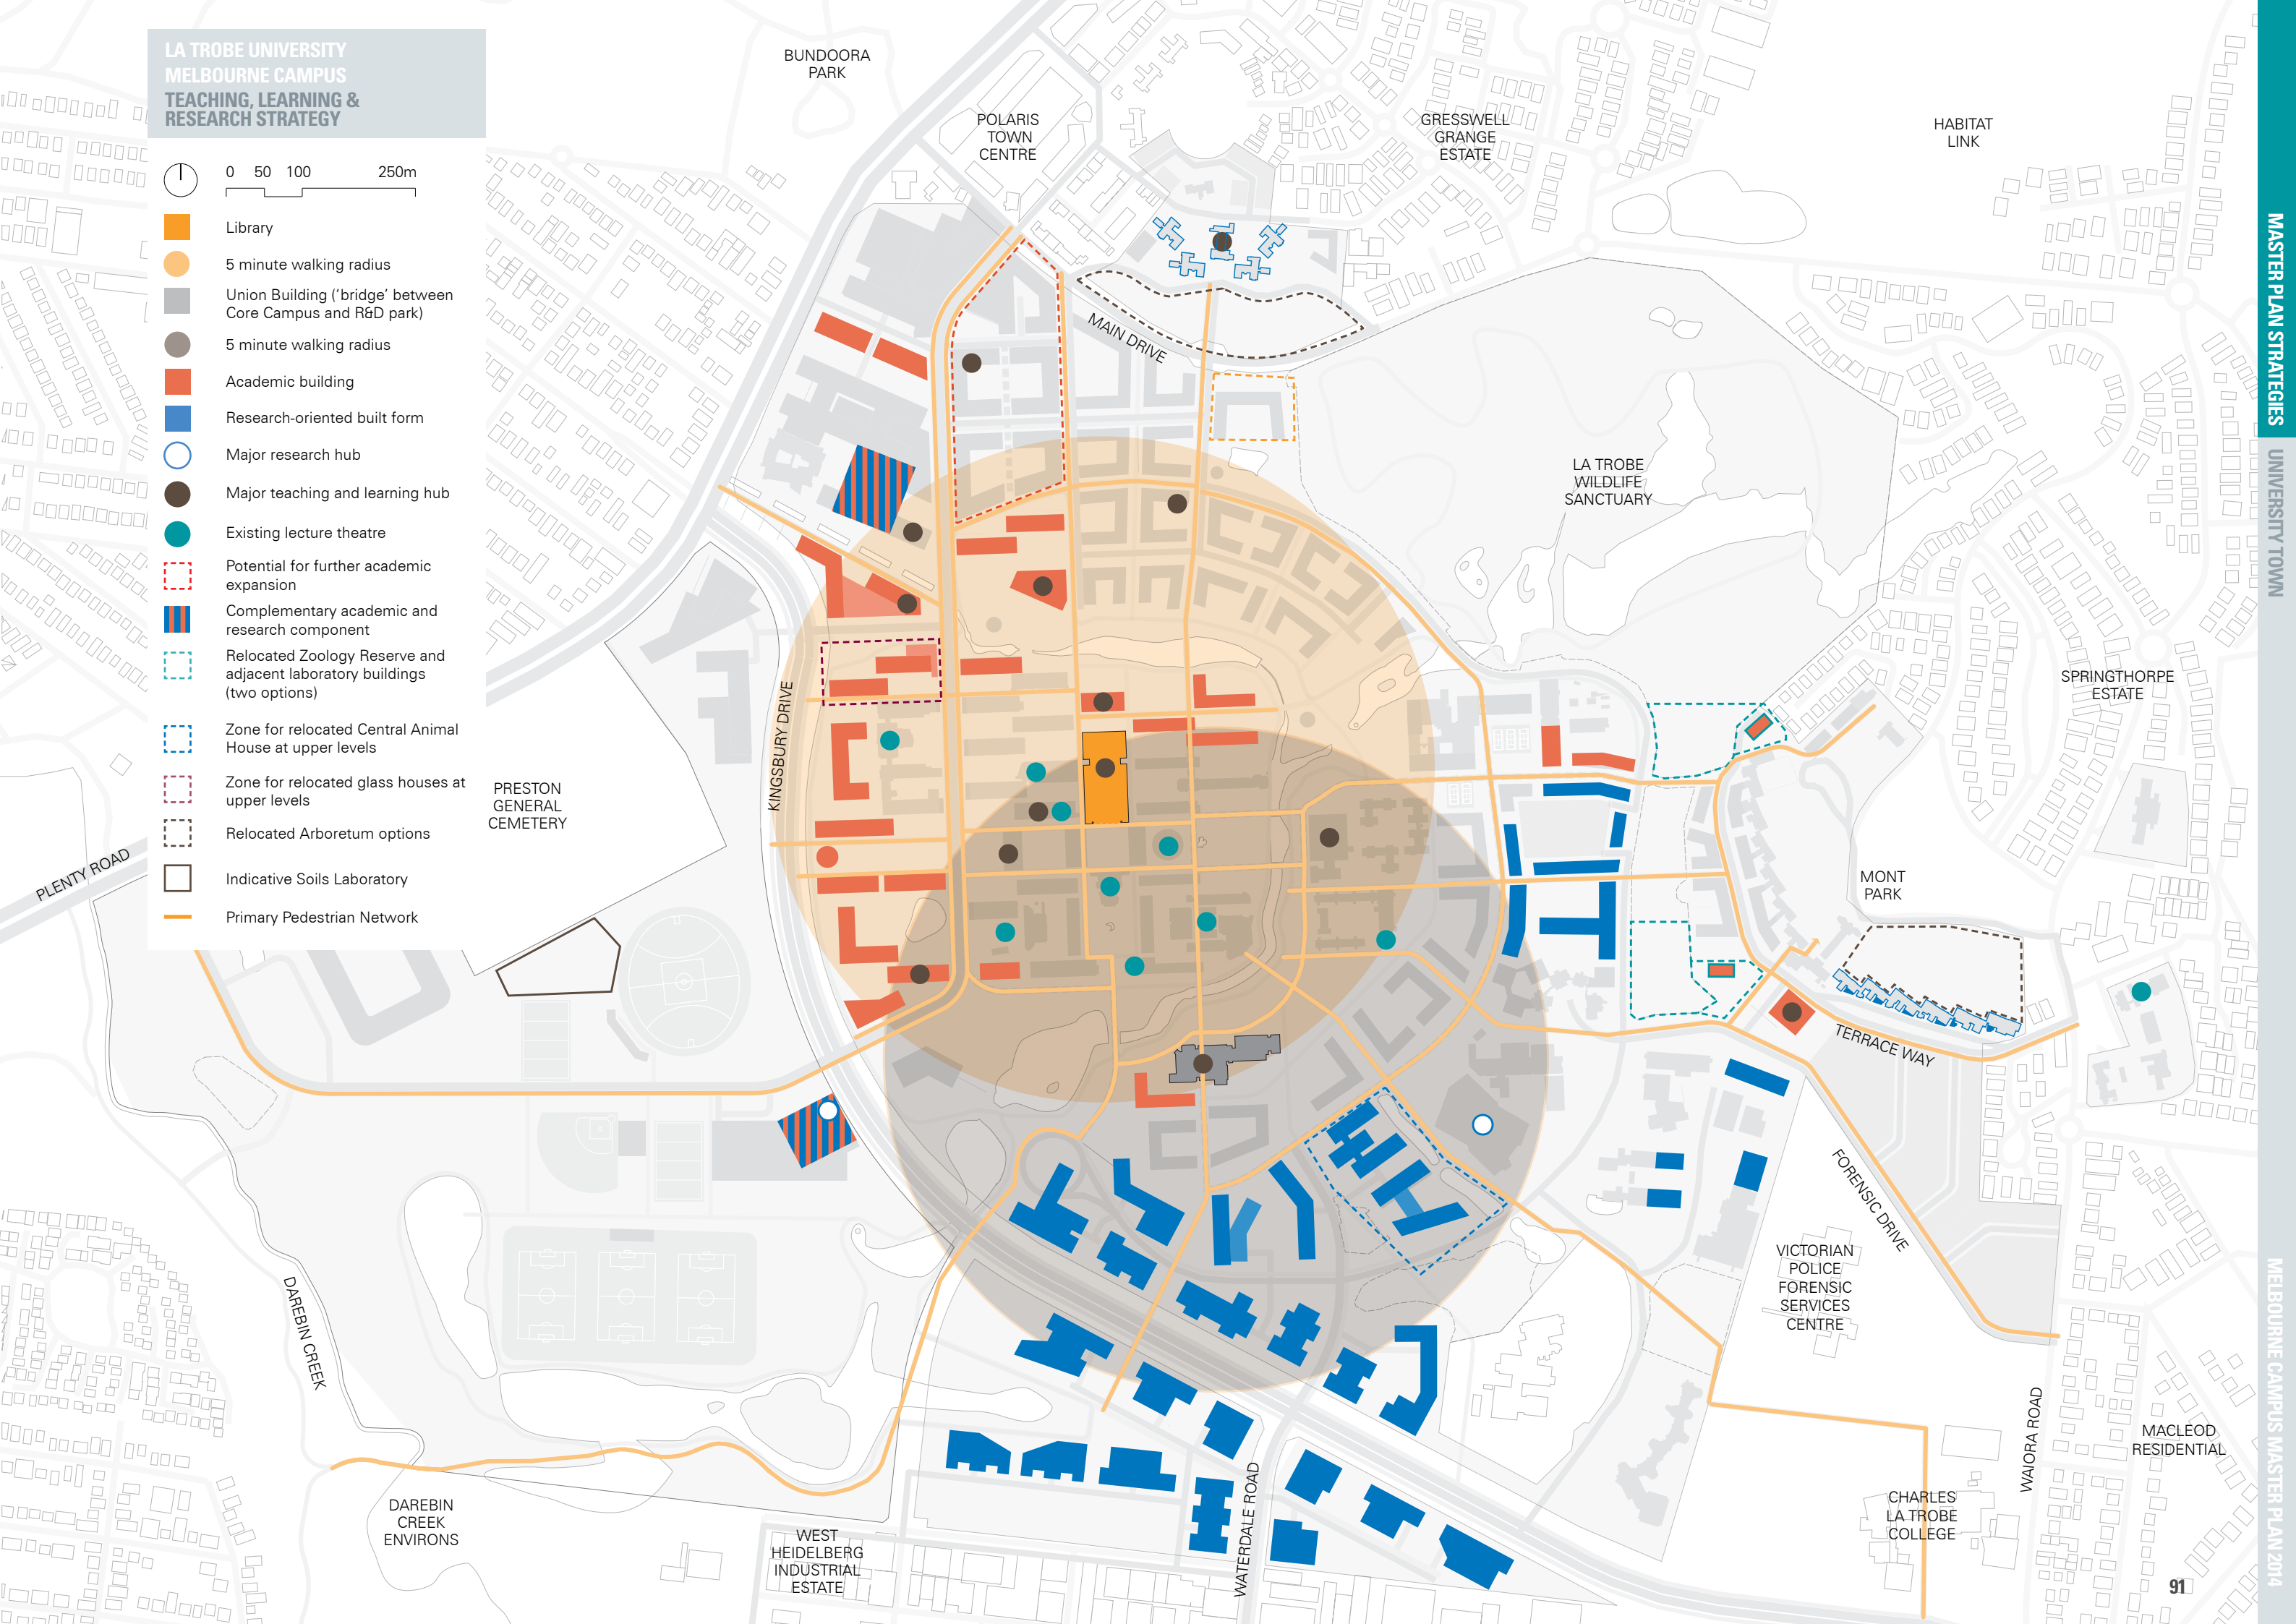 LA TROBE UNIVERSITY
MELBOURNE CAMPUS
TEACHING, LEARNING &
RESEARCH STRATEGY
0 50 100 250m
Library
5 minute walking radius
Union Building (‘bridge’ between
Core Campus and R&D park)
5 minute walking radius
Academic building
Research-oriented built form
Major research hub
Major teaching and learning hub
Existing lecture theatre
Potential for further academic
expansion
Complementary academic and
research component
Relocated Zoology Reserve and
adjacent laboratory buildings
(two options)
Zone for relocated Central Animal
House at upper levels
Zone for relocated glass houses at
upper levels
Relocated Arboretum options
Indicative Soils Laboratory
Primary Pedestrian Network
BUNDOORA
PARK
POLARIS
TOWN
CENTRE
GRESSWELL
GRANGE
ESTATE
HABITAT
LINK
MAIN DRIVE
LA TROBE
WILDLIFE
SANCTUARY
SPRINGTHORPE
ESTATE
KINGSBURY DRIVE
PRESTON
GENERAL
CEMETERY
PLENTY ROAD
MONT
PARK
TERRACE WAY
FORENSIC DRIVE
VICTORIAN
POLICE
FORENSIC
SERVICES
CENTRE
DAREBIN CREEK
DAREBIN
CREEK
ENVIRONS
WEST
HEIDELBERG
INDUSTRIAL
ESTATE
WATERDALE ROAD
WAIORA ROAD
MACLEOD
RESIDENTIAL
CHARLES
LA TROBE
COLLEGE
MASTER PLAN STRATEGIES
UNIVERSITY TOWN
MELBOURNE CAMPUS MASTER PLAN 2014
91